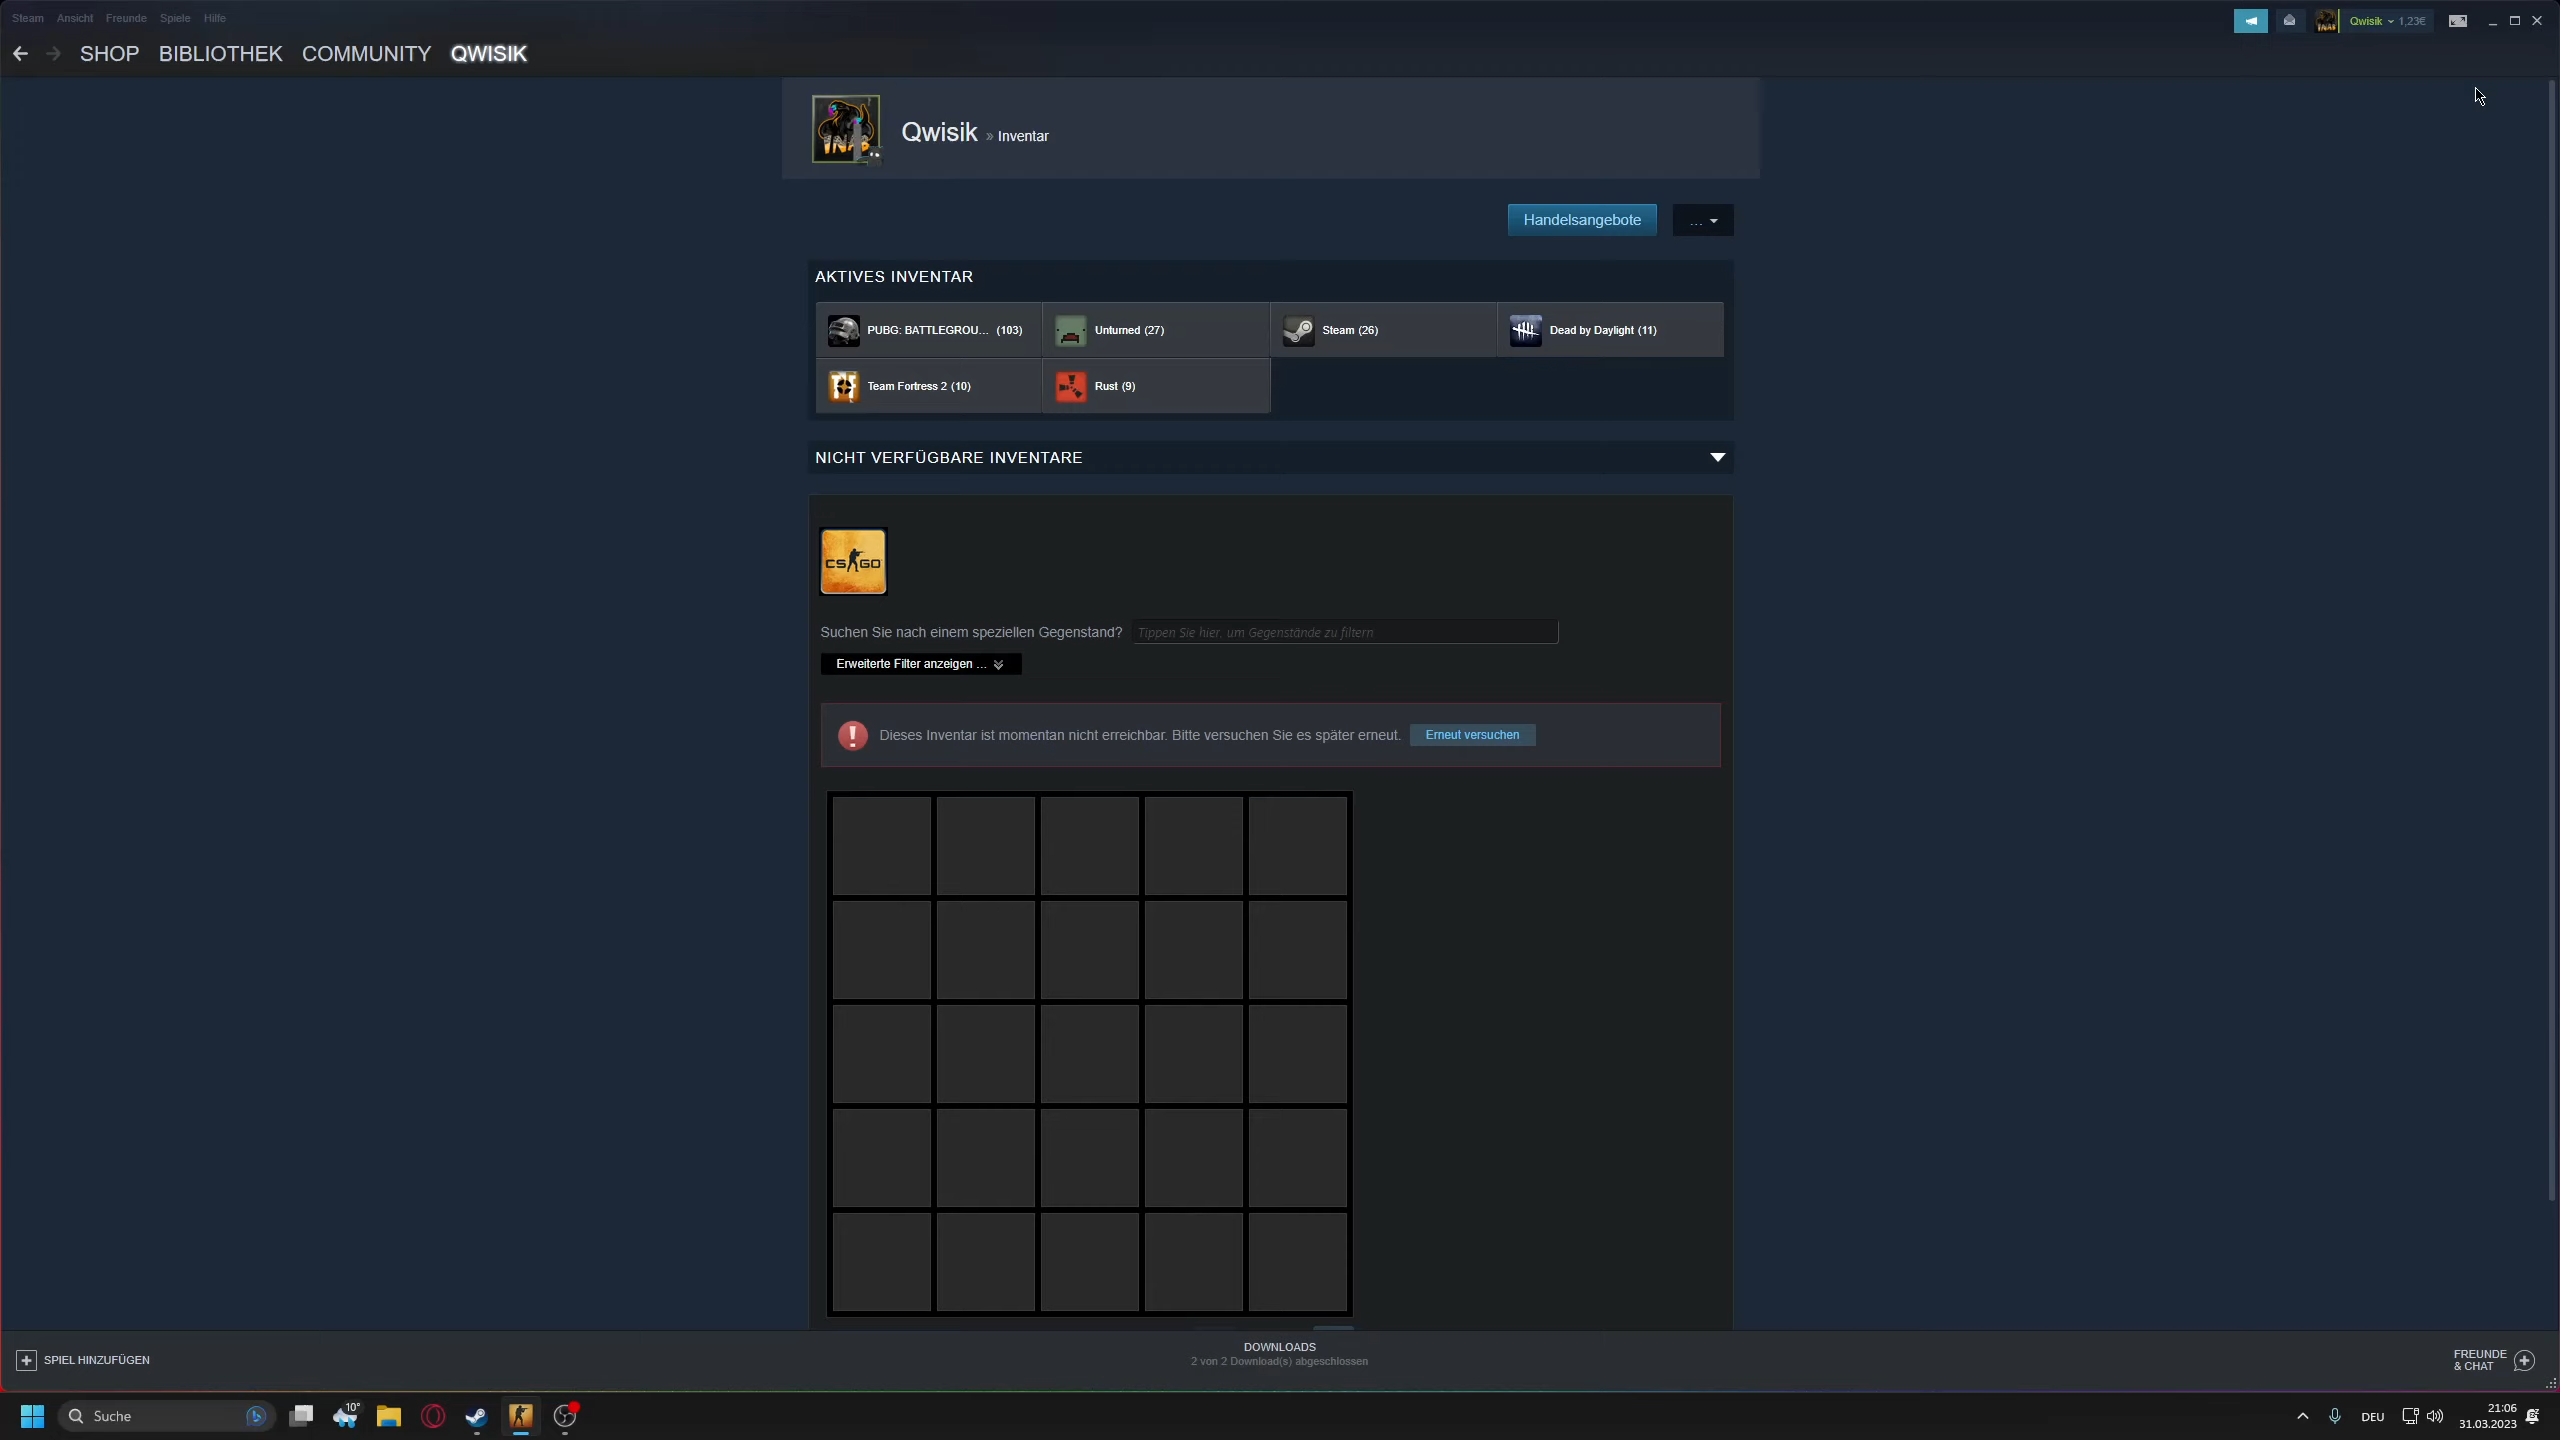 Steam Ansicht Freunde Spiele Hilfe
Qwisik 1,23€
SHOP BIBLIOTHEK COMMUNITY QWISIK
Qwisik » Inventar
Handelsangebote ...
AKTIVES INVENTAR
PUBG: BATTLEGROU... (103) Unturned (27) Steam (26) Dead by Daylight (11)
Team Fortress 2 (10) Rust (9)
NICHT VERFÜGBARE INVENTARE
CS GO
Suchen Sie nach einem speziellen Gegenstand? Tippen Sie hier, um Gegenstände zu filtern
Erweiterte Filter anzeigen ...
Dieses Inventar ist momentan nicht erreichbar. Bitte versuchen Sie es später erneut. Erneut versuchen
DOWNLOADS
2 von 2 Download(s) abgeschlossen
SPIEL HINZUFÜGEN
FREUNDE
& CHAT
Suche
10°
DEU
21:06
31.03.2023